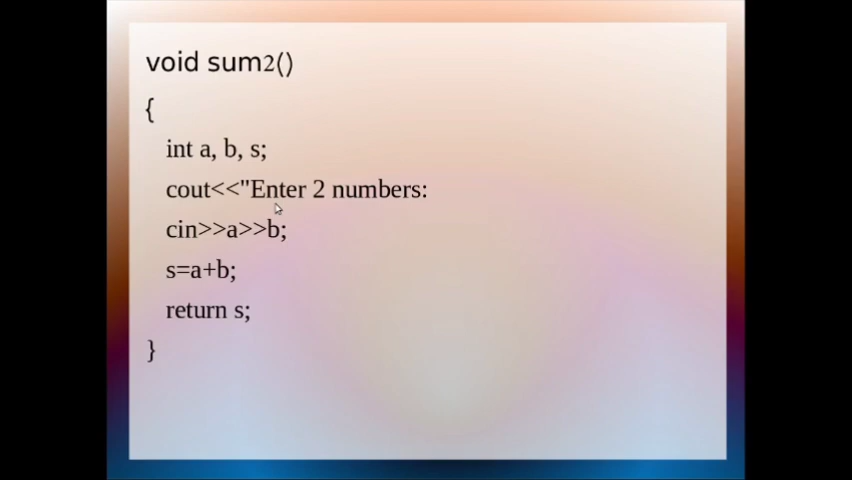 void sum2()
{
int a, b, s;
cout<<"Enter 2 numbers:
cin>>a>>b;
s=a+b;
return s;
}